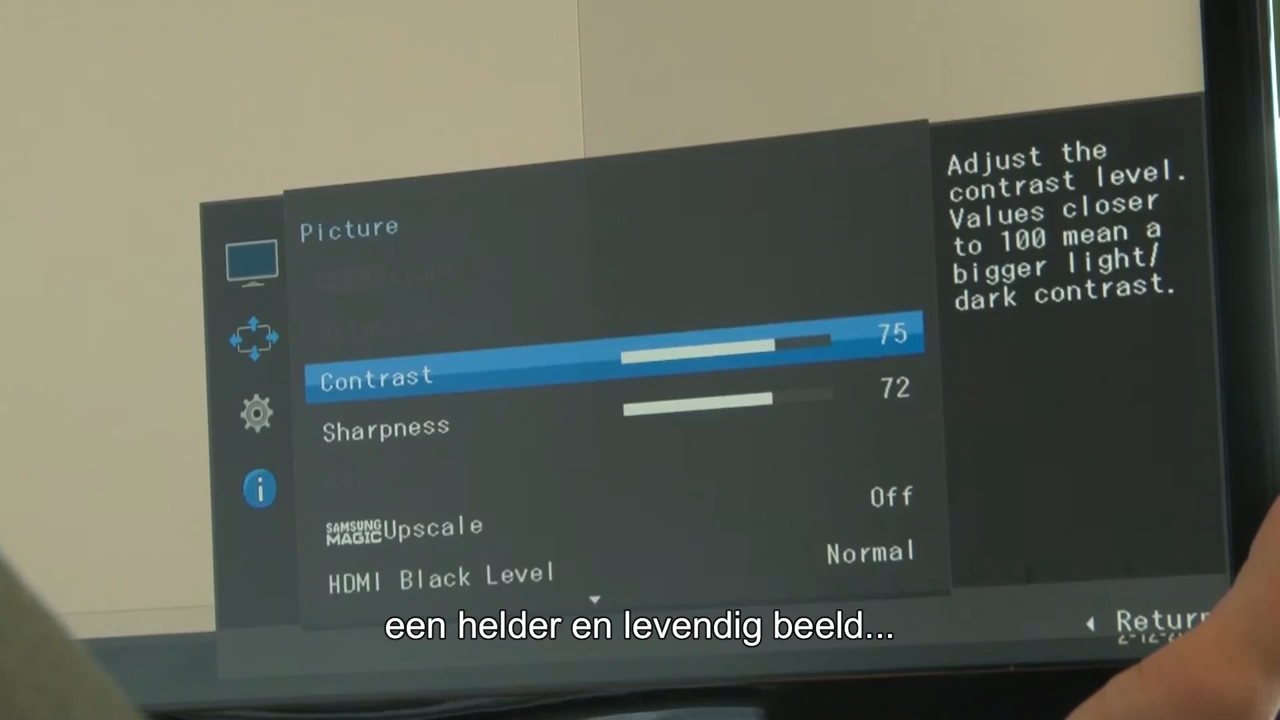 Picture
Contrast 75
Sharpness 72
SAMSUNG MAGIC Upscale Off
HDMI Black Level Normal
Adjust the
contrast level.
Values closer
to 100 mean a
bigger light/
dark contrast.
Return
een helder en levendig beeld...